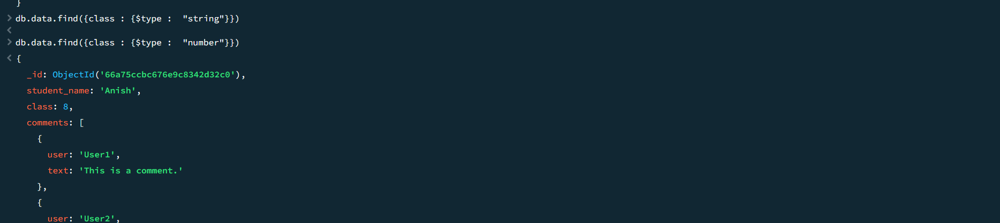 }
> db.data.find({class : {$type :  "string"}})
<
> db.data.find({class : {$type :  "number"}})
< {
_id: ObjectId('66a75ccbc676e9c8342d32c0'),
student_name: 'Anish',
class: 8,
comments: [
{
user: 'User1',
text: 'This is a comment.'
},
{
user: 'User2',